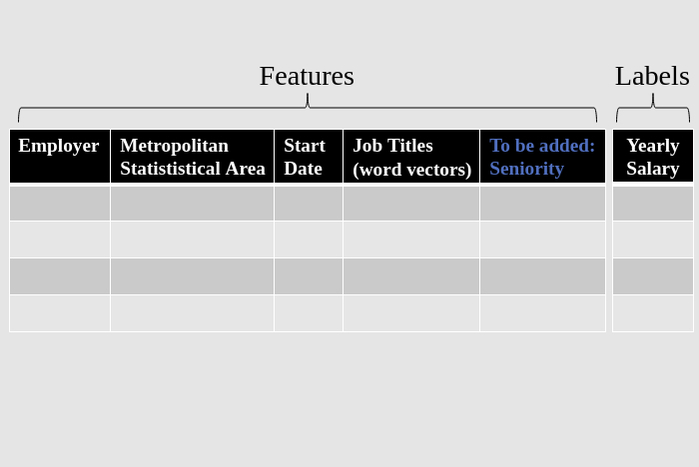 Features
Labels
Employer
Metropolitan
Statististical Area
Start
Date
Job Titles
(word vectors)
To be added:
Seniority
Yearly
Salary